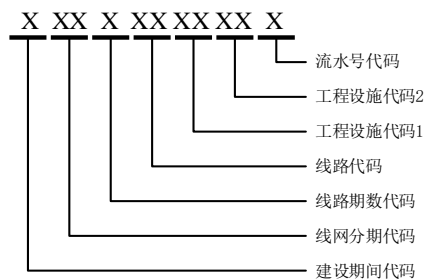 X XX X XX XX XX X
流水号代码
工程设施代码2
工程设施代码1
线路代码
线路期数代码
线网分期代码
建设期间代码